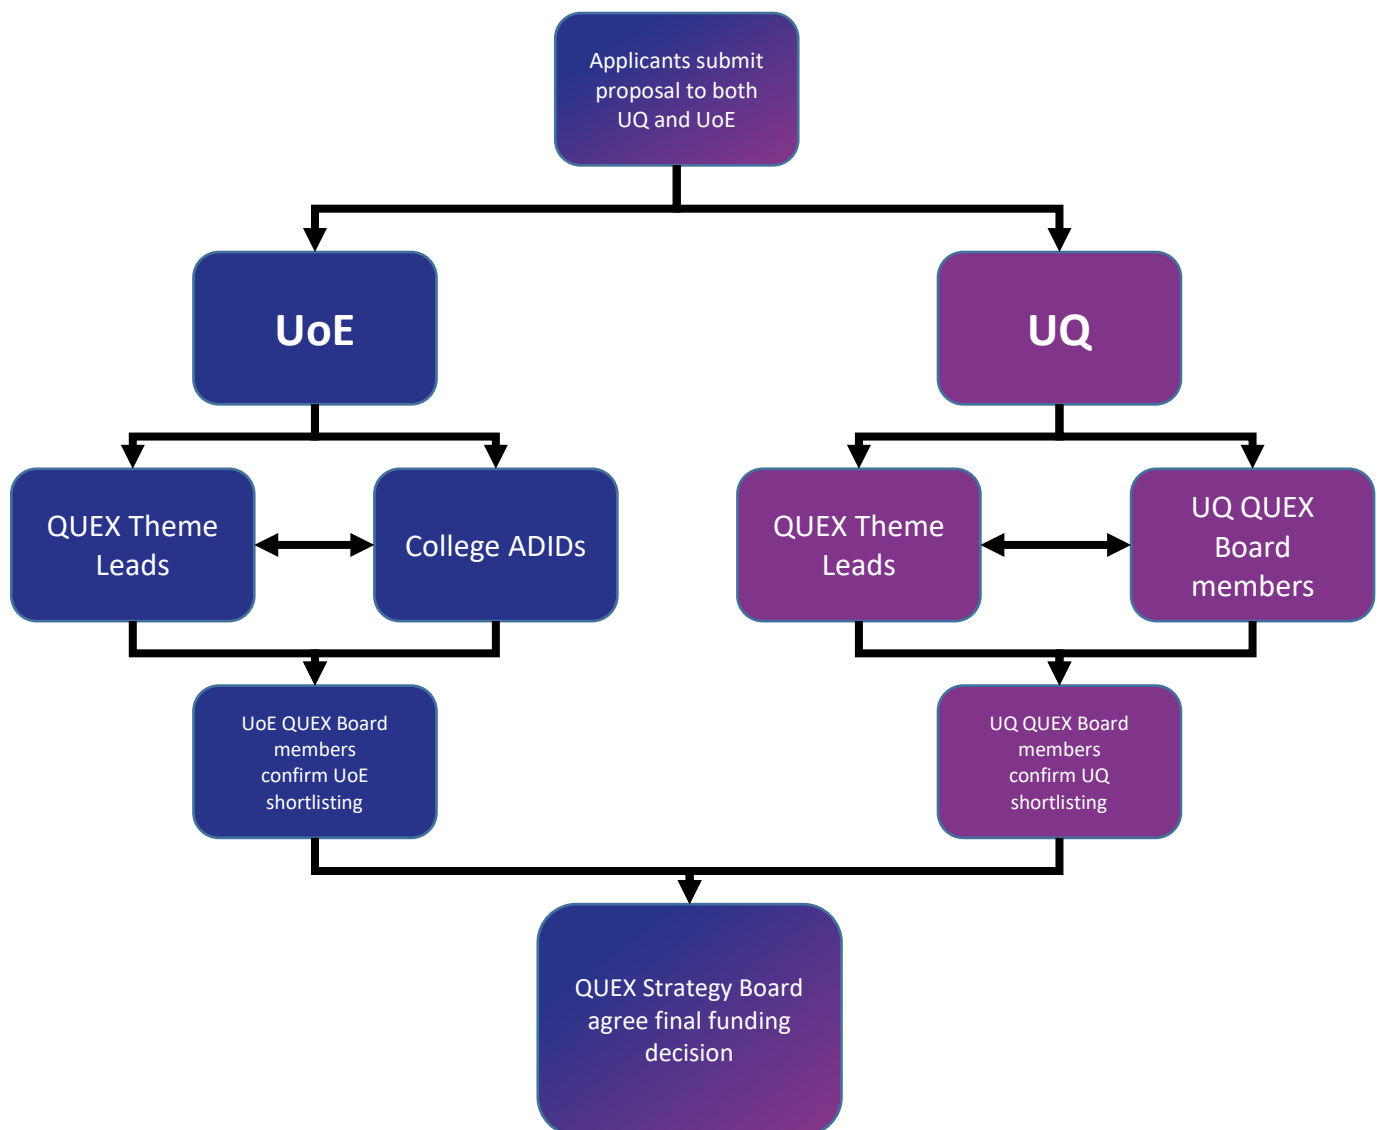 Applicants submit
proposal to both
UQ and UoE
UoE
UQ
QUEX Theme
Leads
College ADIDs
QUEX Theme
Leads
UQ QUEX
Board
members
UoE QUEX Board
members
confirm UoE
shortlisting
UQ QUEX Board
members
confirm UQ
shortlisting
QUEX Strategy Board
agree final funding
decision